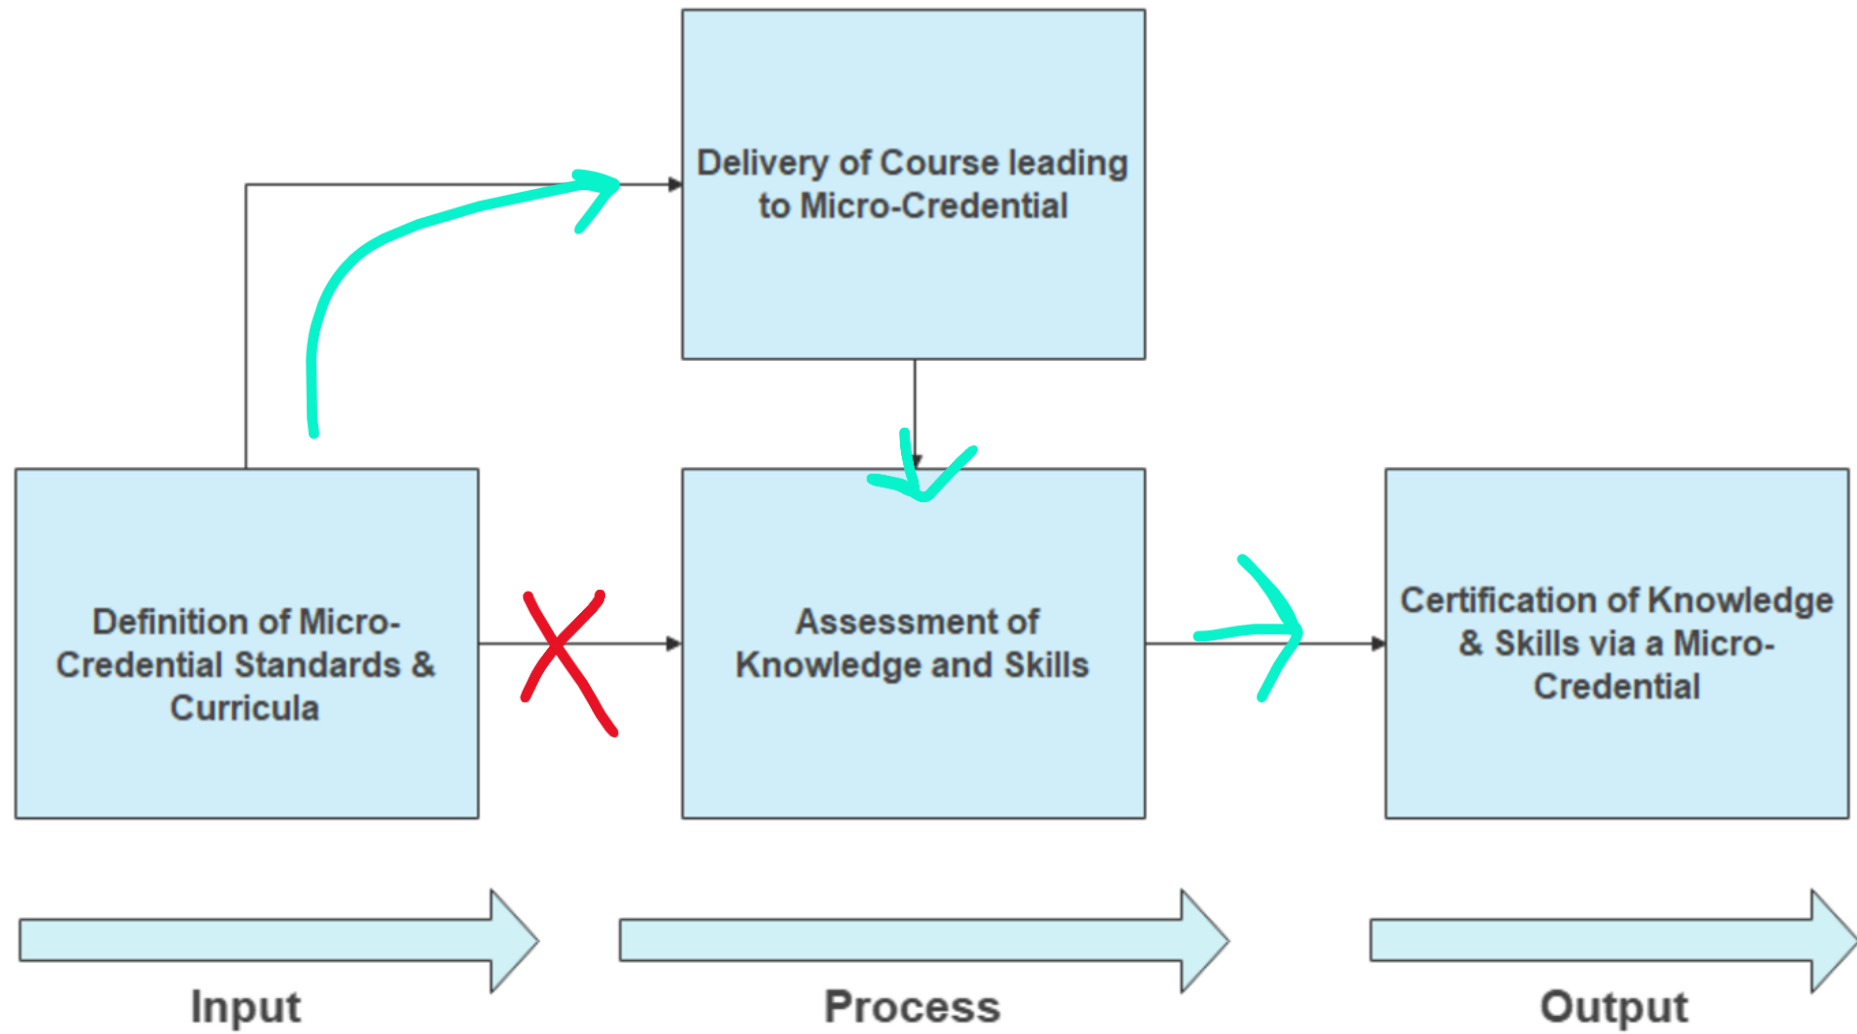 Delivery of Course leading
to Micro-Credential
Definition of Micro-
Credential Standards &
Curricula
Assessment of
Knowledge and Skills
Certification of Knowledge
& Skills via a Micro-
Credential
Input
Process
Output